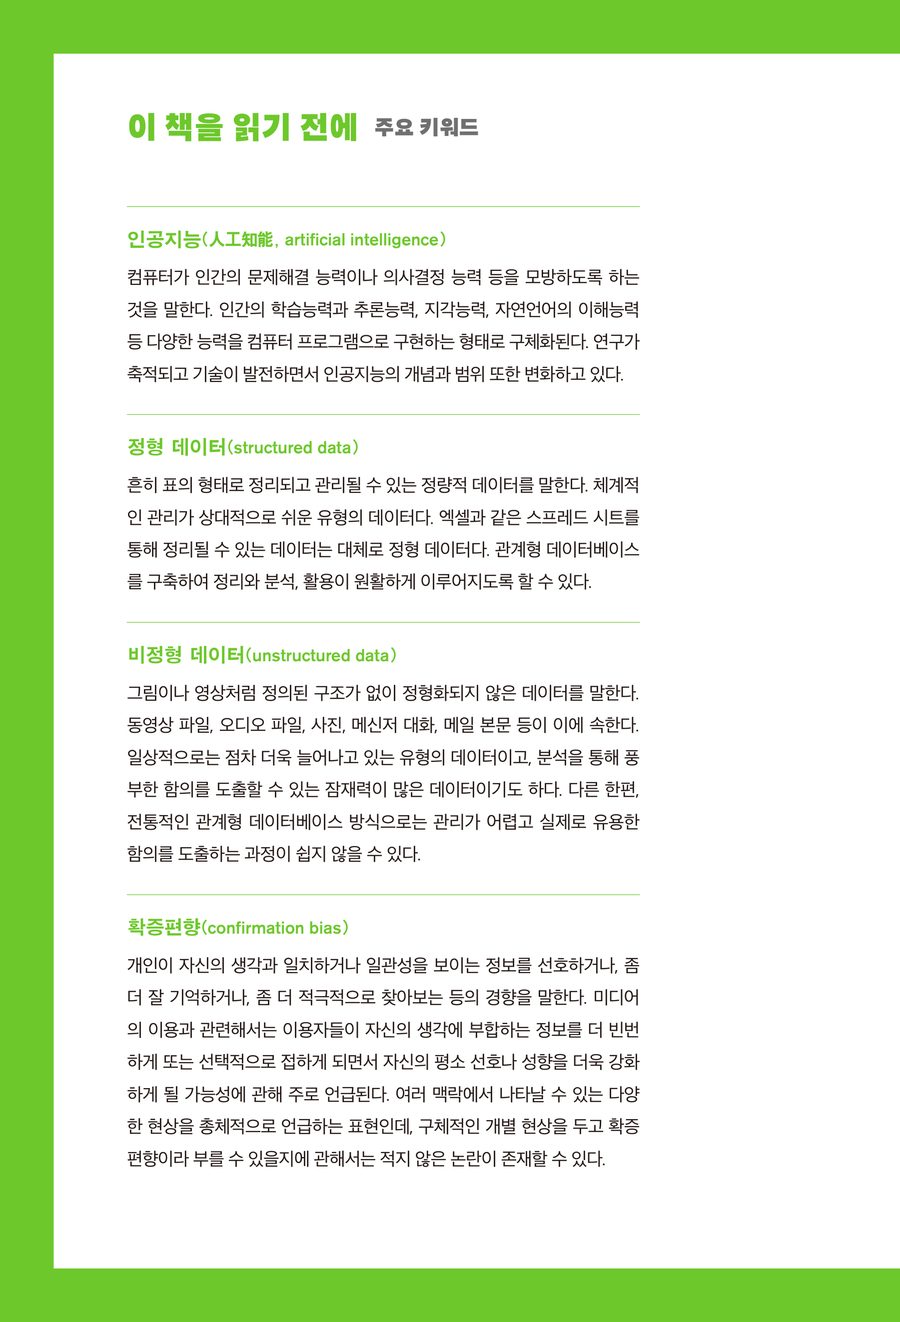 이 책을 읽기 전에 주요 키워드
인공지능(人工知能, artificial intelligence)
컴퓨터가 인간의 문제해결 능력이나 의사결정 능력 등을 모방하도록 하는
것을 말한다. 인간의 학습능력과 추론능력, 지각능력, 자연언어의 이해능력
등 다양한 능력을 컴퓨터 프로그램으로 구현하는 형태로 구체화된다. 연구가
축적되고 기술이 발전하면서 인공지능의 개념과 범위 또한 변화하고 있다.
정형 데이터(structured data)
흔히 표의 형태로 정리되고 관리될 수 있는 정량적 데이터를 말한다. 체계적
인 관리가 상대적으로 쉬운 유형의 데이터다. 엑셀과 같은 스프레드 시트를
통해 정리될 수 있는 데이터는 대체로 정형 데이터다. 관계형 데이터베이스
를 구축하여 정리와 분석, 활용이 원활하게 이루어지도록 할 수 있다.
비정형 데이터(unstructured data)
그림이나 영상처럼 정의된 구조가 없이 정형화되지 않은 데이터를 말한다.
동영상 파일, 오디오 파일, 사진, 메신저 대화, 메일 본문 등이 이에 속한다.
일상적으로는 점차 더욱 늘어나고 있는 유형의 데이터이고, 분석을 통해 풍
부한 함의를 도출할 수 있는 잠재력이 많은 데이터이기도 하다. 다른 한편,
전통적인 관계형 데이터베이스 방식으로는 관리가 어렵고 실제로 유용한
함의를 도출하는 과정이 쉽지 않을 수 있다.
확증편향(confirmation bias)
개인이 자신의 생각과 일치하거나 일관성을 보이는 정보를 선호하거나, 좀
더 잘 기억하거나, 좀 더 적극적으로 찾아보는 등의 경향을 말한다. 미디어
의 이용과 관련해서는 이용자들이 자신의 생각에 부합하는 정보를 더 빈번
하게 또는 선택적으로 접하게 되면서 자신의 평소 선호나 성향을 더욱 강화
하게 될 가능성에 관해 주로 언급된다. 여러 맥락에서 나타날 수 있는 다양
한 현상을 총체적으로 언급하는 표현인데, 구체적인 개별 현상을 두고 확증
편향이라 부를 수 있을지에 관해서는 적지 않은 논란이 존재할 수 있다.